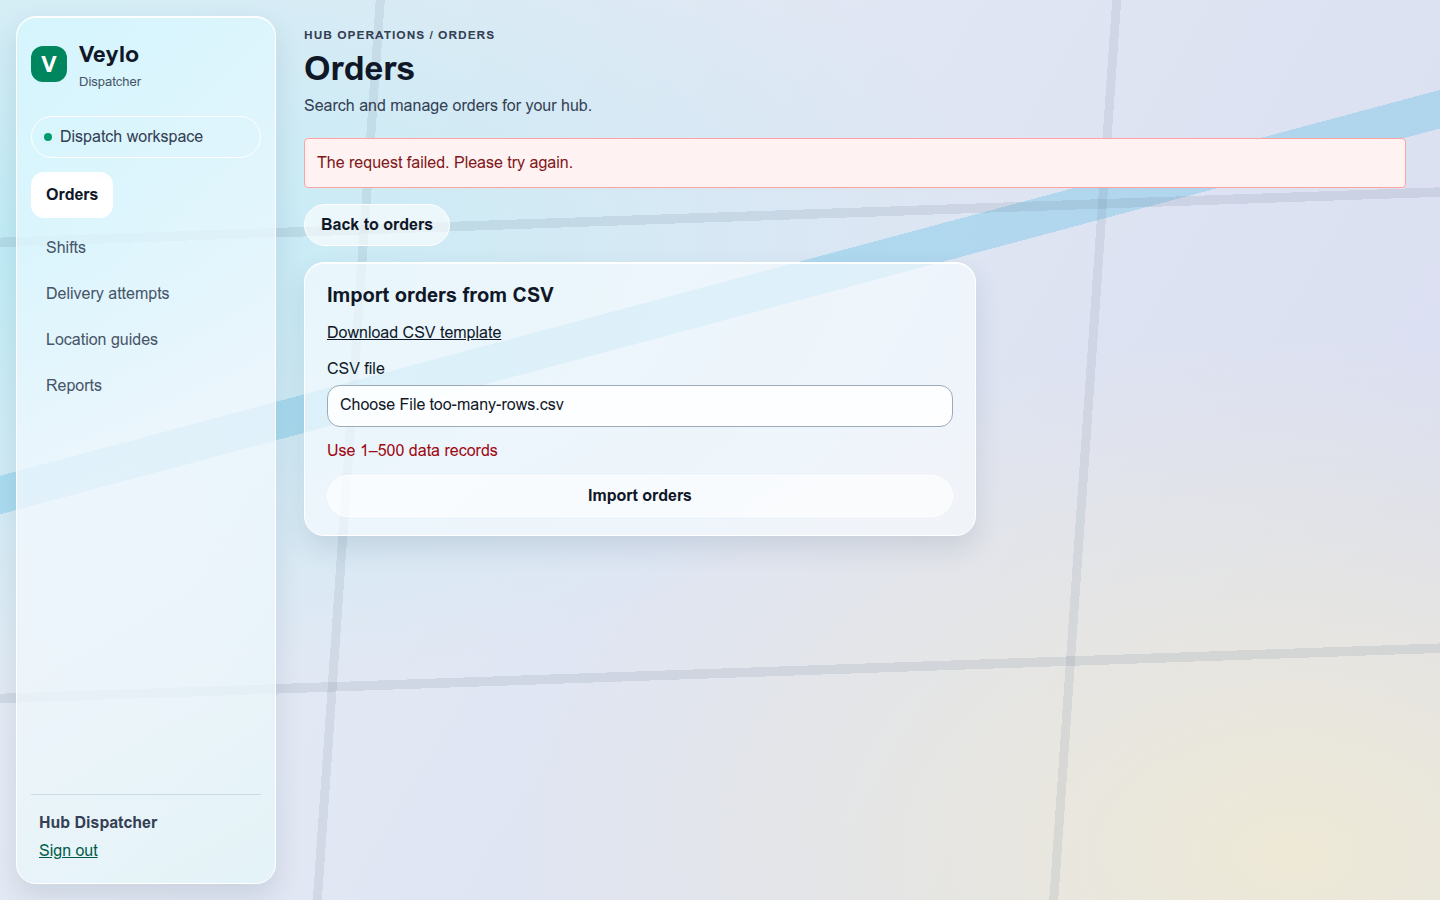 V
Veylo
Dispatcher
Dispatch workspace
Orders
Shifts
Delivery attempts
Location guides
Reports
Hub Dispatcher
Sign out
HUB OPERATIONS / ORDERS
Orders
Search and manage orders for your hub.
The request failed. Please try again.
Back to orders
Import orders from CSV
Download CSV template
CSV file
Choose File too-many-rows.csv
Use 1–500 data records
Import orders